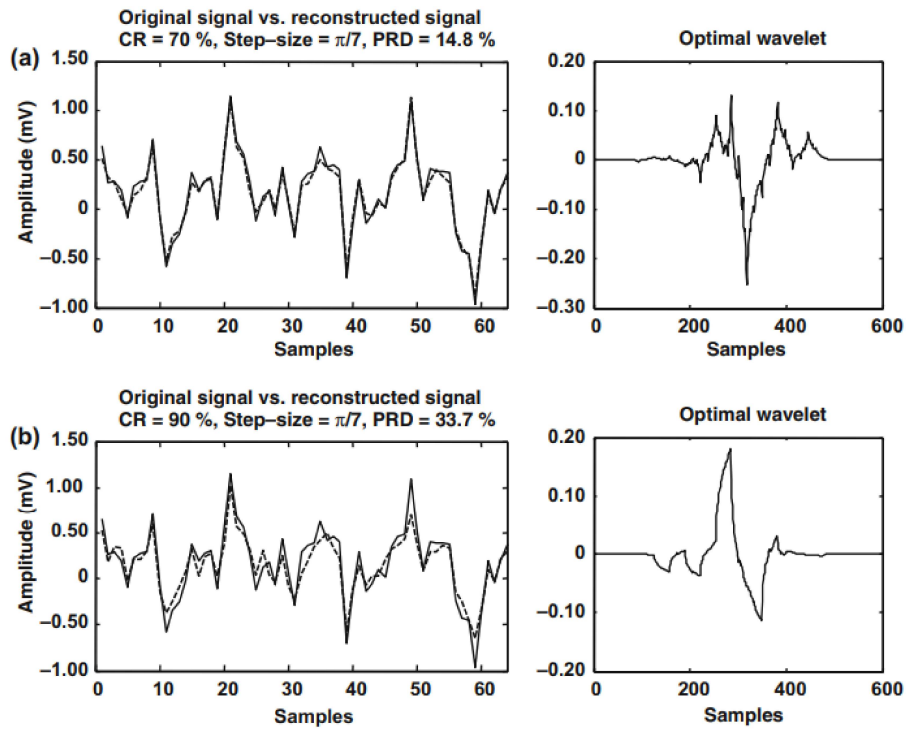 Original signal vs. reconstructed signal
CR = 70 %, Step–size = π/7, PRD = 14.8 %
(a)
1.50
1.00
0.50
0
–0.50
–1.00
Amplitude (mV)
0 10 20 30 40 50 60
Samples
Optimal wavelet
0.20
0.10
0
–0.10
–0.20
–0.30
0 200 400 600
Samples
Original signal vs. reconstructed signal
CR = 90 %, Step–size = π/7, PRD = 33.7 %
(b)
1.50
1.00
0.50
0
–0.50
–1.00
Amplitude (mV)
0 10 20 30 40 50 60
Samples
Optimal wavelet
0.20
0.10
0
–0.10
–0.20
0 200 400 600
Samples